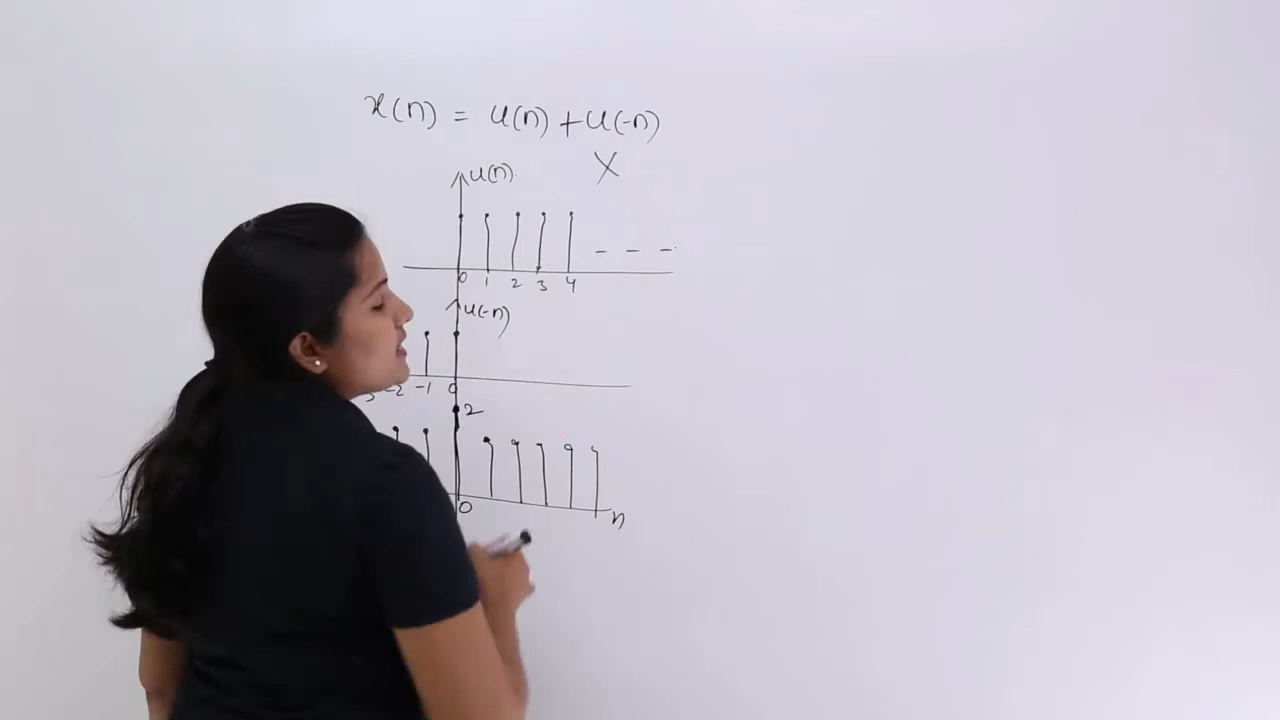 x(n) = u(n) + u(-n)
X
u(n)
0 1 2 3 4
u(-n)
-2 -1 0
2
0 n